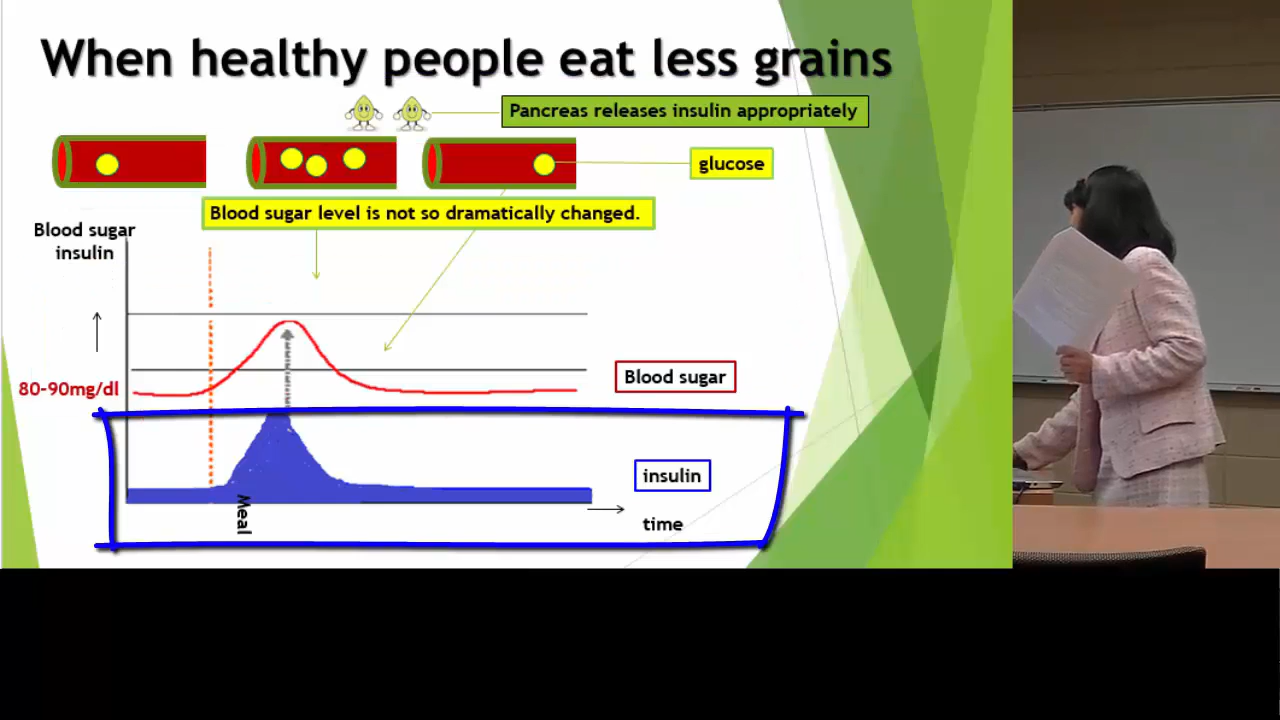 When healthy people eat less grains
Pancreas releases insulin appropriately
glucose
Blood sugar level is not so dramatically changed.
Blood sugar
insulin
80-90mg/dl
Blood sugar
insulin
Meal
time